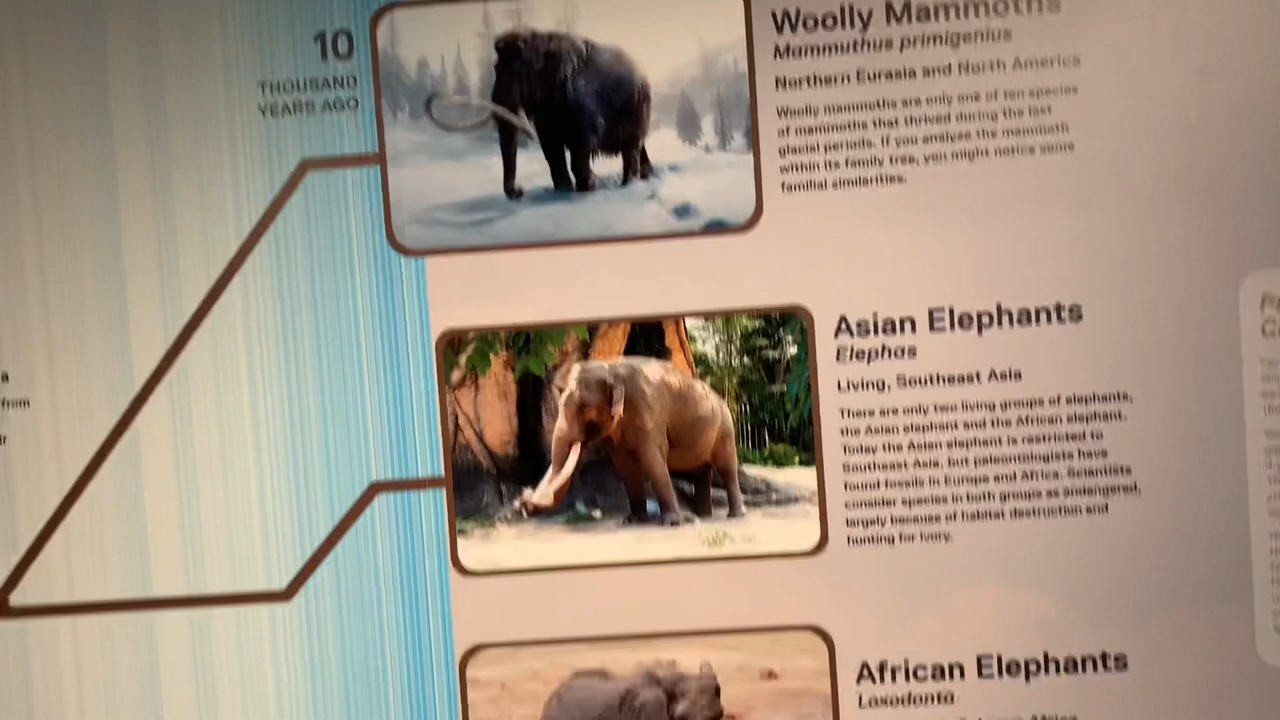 10
THOUSAND
YEARS AGO
Woolly Mammoths
Mammuthus primigenius
Northern Eurasia and North America
Woolly mammoths are only one of ten species
of mammoths that thrived during the last
glacial periods. If you analyze the mammoth
within its family tree, you might notice some
familial similarities.
Asian Elephants
Elephas
Living, Southeast Asia
There are only two living groups of elephants,
the Asian elephant and the African elephant.
Today the Asian elephant is restricted to
Southeast Asia, but paleontologists have
found fossils in Europe and Africa. Scientists
consider species in both groups as endangered,
largely because of habitat destruction and
hunting for ivory.
African Elephants
Loxodonta
from